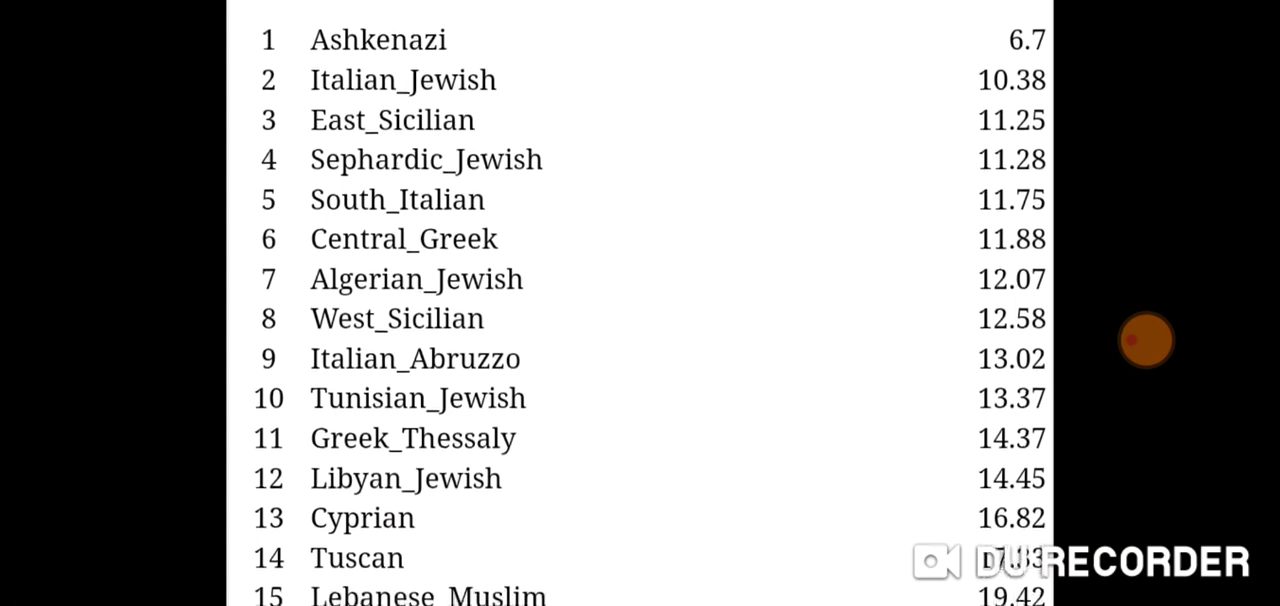 1 Ashkenazi 6.7
2 Italian_Jewish 10.38
3 East_Sicilian 11.25
4 Sephardic_Jewish 11.28
5 South_Italian 11.75
6 Central_Greek 11.88
7 Algerian_Jewish 12.07
8 West_Sicilian 12.58
9 Italian_Abruzzo 13.02
10 Tunisian_Jewish 13.37
11 Greek_Thessaly 14.37
12 Libyan_Jewish 14.45
13 Cyprian 16.82
14 Tuscan
DU RECORDER
15 Lebanese_Muslim 19.42